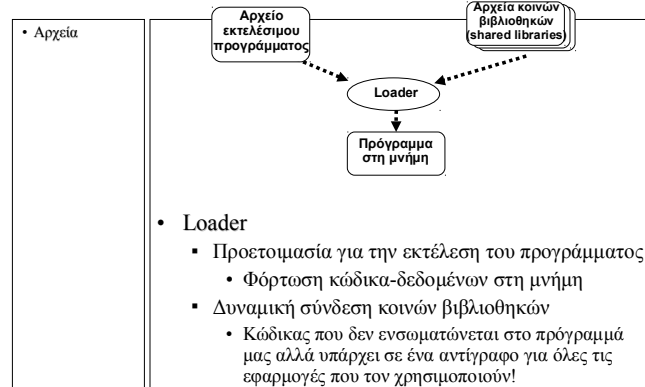 • Αρχεία
Αρχείο
εκτελέσιμου
προγράμματος
Αρχεία κοινών
βιβλιοθηκών
(shared libraries)
Loader
Πρόγραμμα
στη μνήμη
• Loader
▪ Προετοιμασία για την εκτέλεση του προγράμματος
• Φόρτωση κώδικα-δεδομένων στη μνήμη
▪ Δυναμική σύνδεση κοινών βιβλιοθηκών
• Κώδικας που δεν ενσωματώνεται στο πρόγραμμά
μας αλλά υπάρχει σε ένα αντίγραφο για όλες τις
εφαρμογές που τον χρησιμοποιούν!